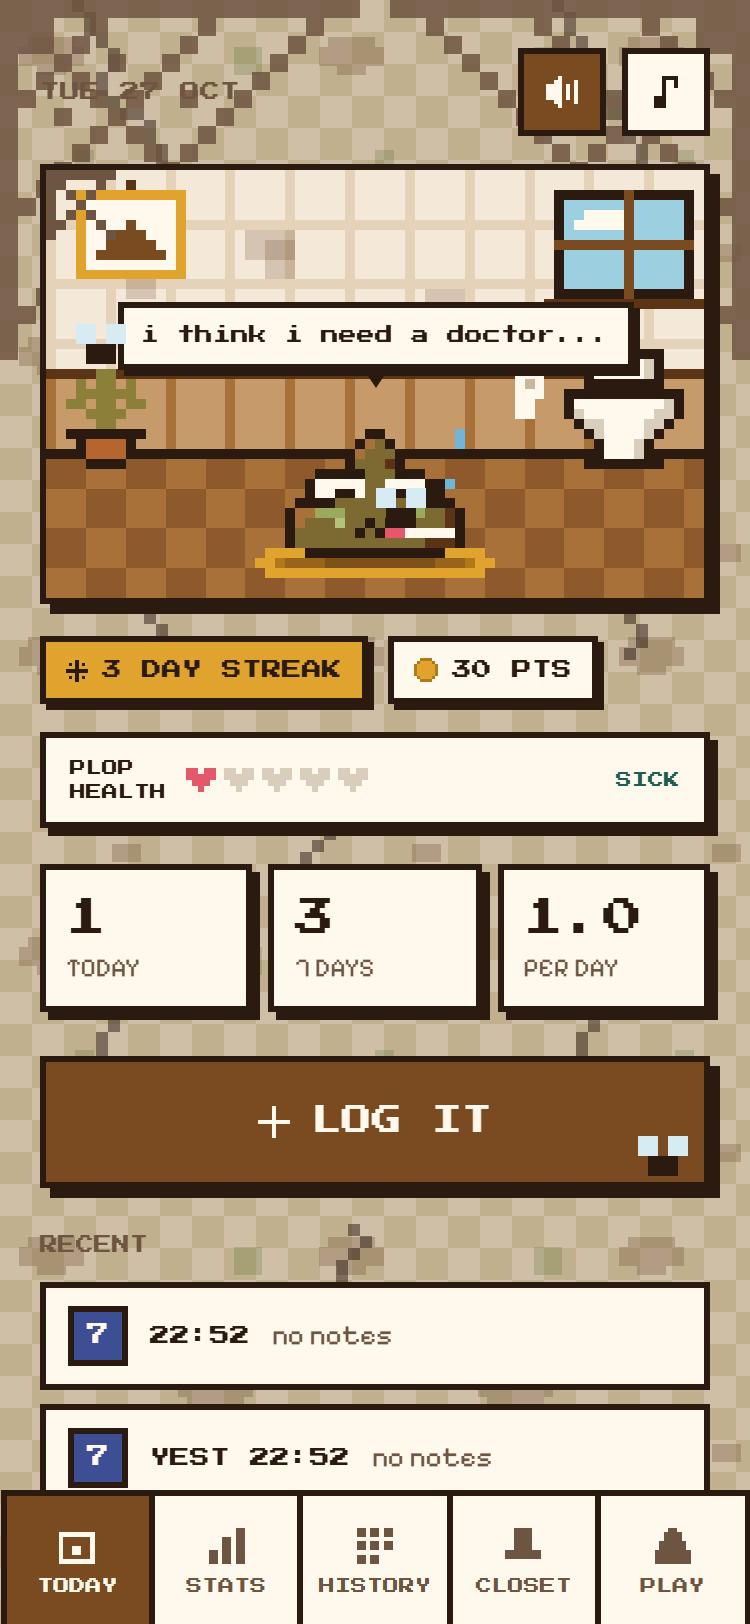 TUE 27 OCT
i think i need a doctor...
3 DAY STREAK
30 PTS
PLOP
HEALTH
SICK
1
TODAY
3
7 DAYS
1.0
PER DAY
+ LOG IT
RECENT
7 22:52 no notes
7 YEST 22:52 no notes
TODAY
STATS
HISTORY
CLOSET
PLAY